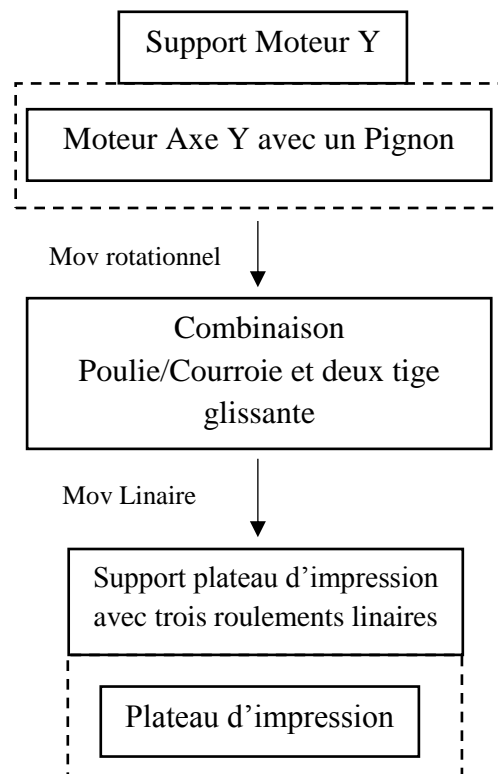 Support Moteur Y
Moteur Axe Y avec un Pignon
Mov rotationnel
Combinaison
Poulie/Courroie et deux tige
glissante
Mov Linaire
Support plateau d’impression
avec trois roulements linaires
Plateau d’impression